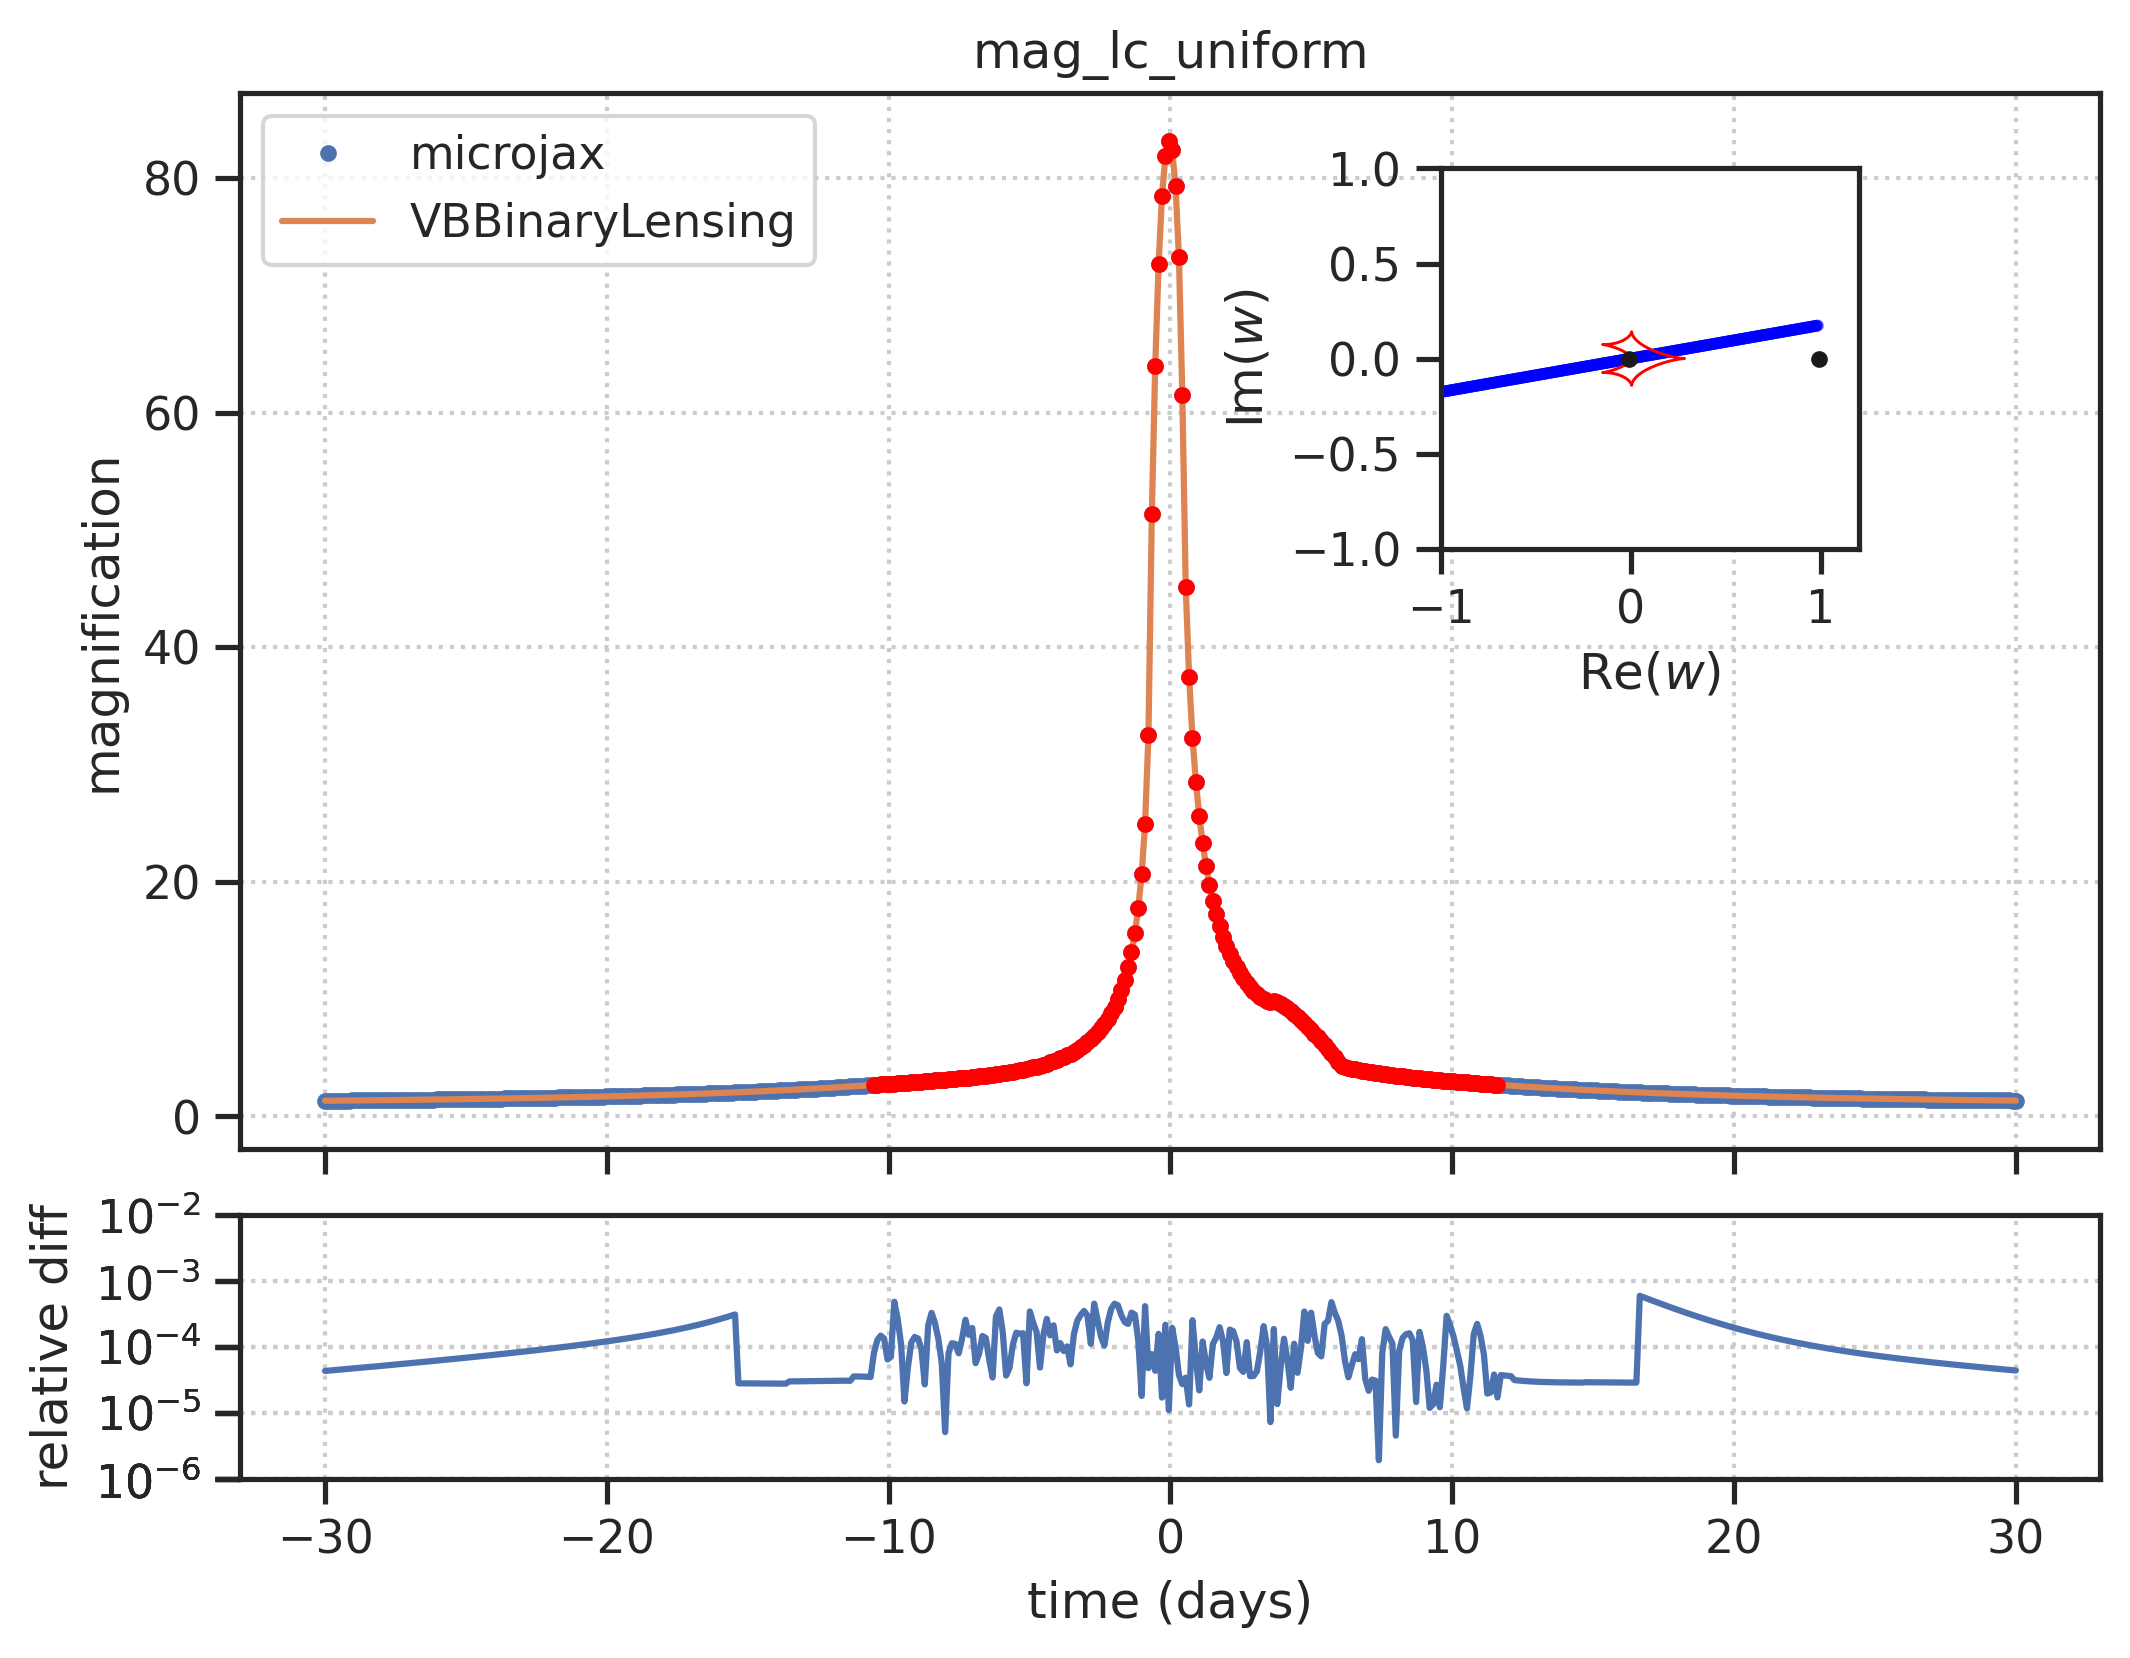 mag_lc_uniform
microjax
VBBinaryLensing
magnification
80
60
40
20
0
Im(w)
1.0
0.5
0.0
−0.5
−1.0
−1 0 1
Re(w)
relative diff
10⁻²
10⁻³
10⁻⁴
10⁻⁵
10⁻⁶
−30 −20 −10 0 10 20 30
time (days)